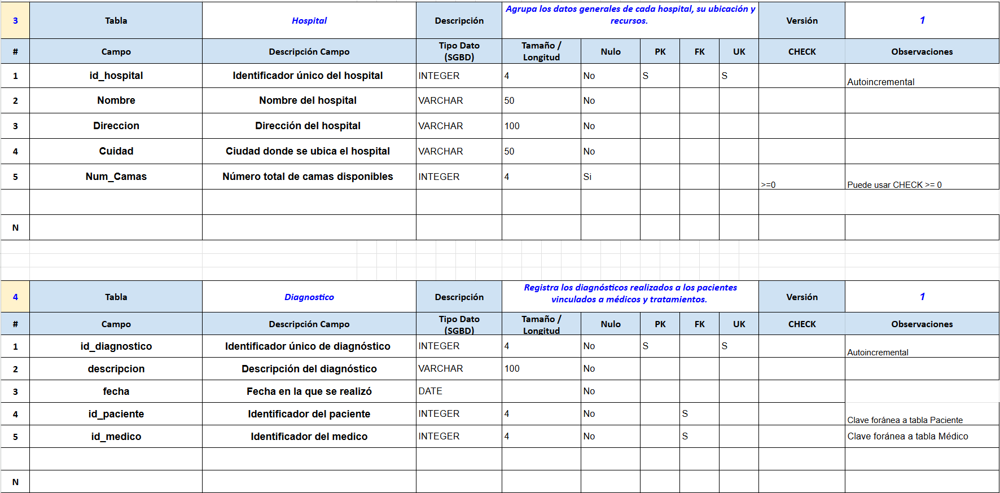 3 Tabla Hospital Descripción Agrupa los datos generales de cada hospital, su ubicación y recursos. Versión 1
# Campo Descripción Campo Tipo Dato (SGBD) Tamaño / Longitud Nulo PK FK UK CHECK Observaciones
1 id_hospital Identificador único del hospital INTEGER 4 No S S Autoincremental
2 Nombre Nombre del hospital VARCHAR 50 No
3 Direccion Dirección del hospital VARCHAR 100 No
4 Cuidad Ciudad donde se ubica el hospital VARCHAR 50 No
5 Num_Camas Número total de camas disponibles INTEGER 4 Si >=0 Puede usar CHECK >= 0
N
4 Tabla Diagnostico Descripción Registra los diagnósticos realizados a los pacientes vinculados a médicos y tratamientos. Versión 1
# Campo Descripción Campo Tipo Dato (SGBD) Tamaño / Longitud Nulo PK FK UK CHECK Observaciones
1 id_diagnostico Identificador único de diagnóstico INTEGER 4 No S S Autoincremental
2 descripcion Descripción del diagnóstico VARCHAR 100 No
3 fecha Fecha en la que se realizó DATE No
4 id_paciente Identificador del paciente INTEGER 4 No S Clave foránea a tabla Paciente
5 id_medico Identificador del medico INTEGER 4 No S Clave foránea a tabla Médico
N